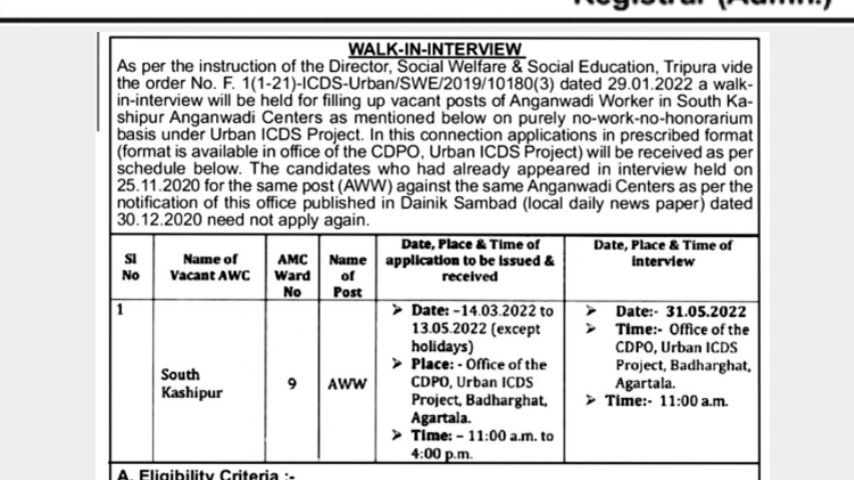 Registrar (Admn.)
WALK-IN-INTERVIEW
As per the instruction of the Director, Social Welfare & Social Education, Tripura vide
the order No. F. 1(1-21)-ICDS-Urban/SWE/2019/10180(3) dated 29.01.2022 a walk-
in-interview will be held for filling up vacant posts of Anganwadi Worker in South Ka-
shipur Anganwadi Centers as mentioned below on purely no-work-no-honorarium
basis under Urban ICDS Project. In this connection applications in prescribed format
(format is available in office of the CDPO, Urban ICDS Project) will be received as per
schedule below. The candidates who had already appeared in interview held on
25.11.2020 for the same post (AWW) against the same Anganwadi Centers as per the
notification of this office published in Dainik Sambad (local daily news paper) dated
30.12.2020 need not apply again.
Sl No
Name of Vacant AWC
AMC Ward No
Name of Post
Date, Place & Time of
application to be issued &
received
Date, Place & Time of
interview
1
South
Kashipur
9
AWW
➢ Date: -14.03.2022 to
13.05.2022 (except
holidays)
➢ Place: - Office of the
CDPO, Urban ICDS
Project, Badharghat,
Agartala.
➢ Time: – 11:00 a.m. to
4:00 p.m.
➢ Date:- 31.05.2022
➢ Time:- Office of the
CDPO, Urban ICDS
Project, Badharghat,
Agartala.
➢ Time:- 11:00 a.m.
A. Eligibility Criteria :-